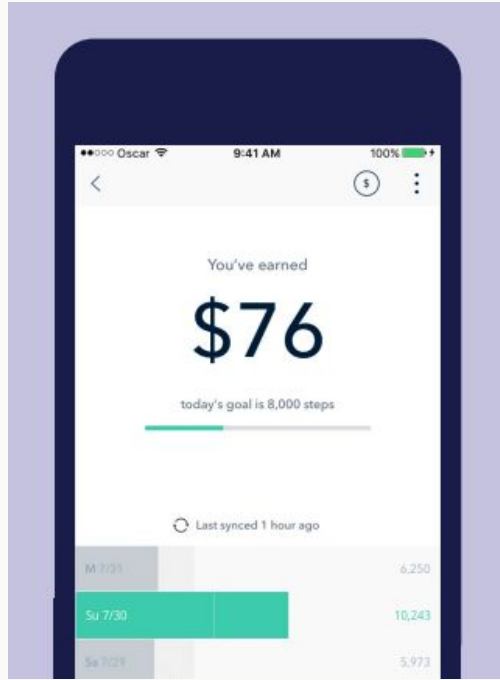 Oscar 9:41 AM 100%
$
You've earned
$76
today's goal is 8,000 steps
Last synced 1 hour ago
M 7/31 6,250
Su 7/30 10,243
Sa 7/29 5,973